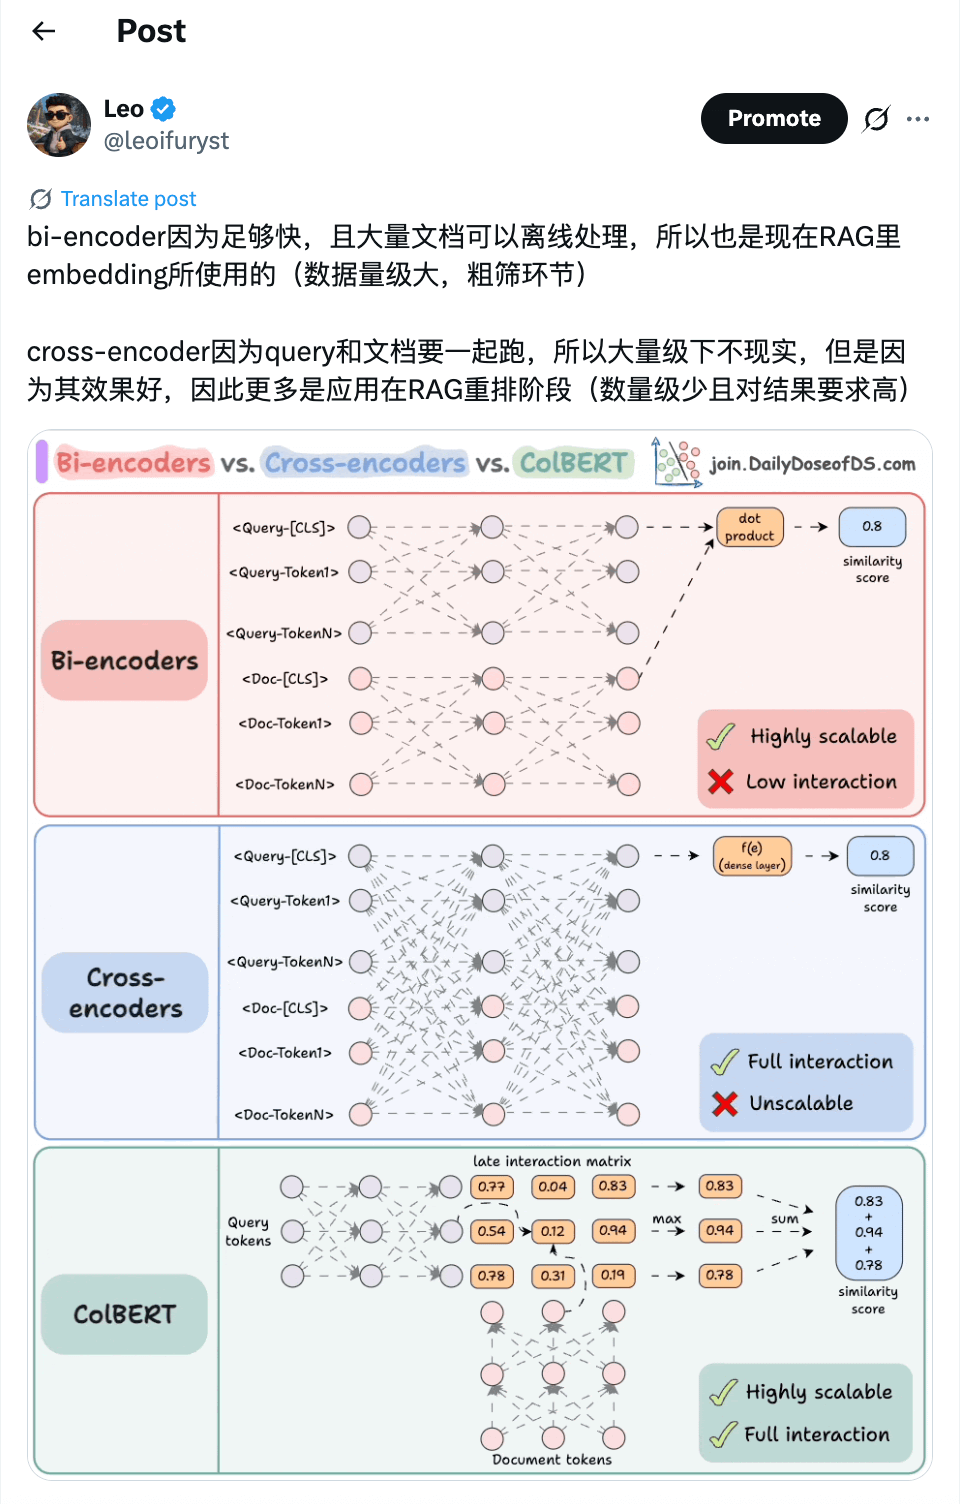 Post
Leo
@leoifuryst
Promote
Translate post
bi-encoder因为足够快，且大量文档可以离线处理，所以也是现在RAG里
embedding所使用的（数据量级大，粗筛环节）
cross-encoder因为query和文档要一起跑，所以大量级下不现实，但是因
为其效果好，因此更多是应用在RAG重排阶段（数量级少且对结果要求高）
Bi-encoders vs. Cross-encoders vs. ColBERT
join.DailyDoseofDS.com
Bi-encoders
<Query-[CLS]>
<Query-Token1>
<Query-TokenN>
<Doc-[CLS]>
<Doc-Token1>
<Doc-TokenN>
dot
product
0.8
similarity
score
Highly scalable
Low interaction
Cross-
encoders
<Query-[CLS]>
<Query-Token1>
<Query-TokenN>
<Doc-[CLS]>
<Doc-Token1>
<Doc-TokenN>
f(e)
(dense layer)
0.8
similarity
score
Full interaction
Unscalable
ColBERT
Query
tokens
late interaction matrix
0.77 0.04 0.83 0.83
0.54 0.12 0.94 max 0.94 sum
0.78 0.31 0.19 0.78
0.83
+
0.94
+
0.78
similarity
score
Document tokens
Highly scalable
Full interaction